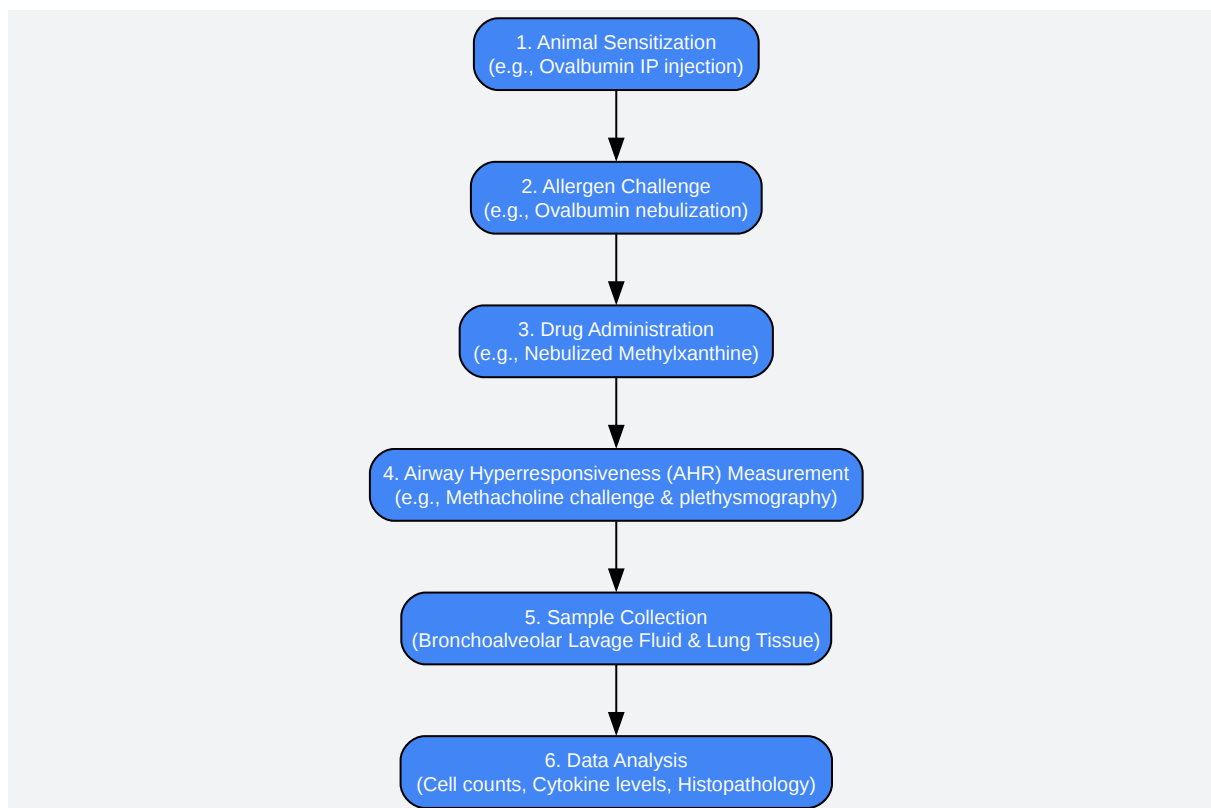 1. Animal Sensitization
(e.g., Ovalbumin IP injection)
2. Allergen Challenge
(e.g., Ovalbumin nebulization)
3. Drug Administration
(e.g., Nebulized Methylxanthine)
4. Airway Hyperresponsiveness (AHR) Measurement
(e.g., Methacholine challenge & plethysmography)
5. Sample Collection
(Bronchoalveolar Lavage Fluid & Lung Tissue)
6. Data Analysis
(Cell counts, Cytokine levels, Histopathology)